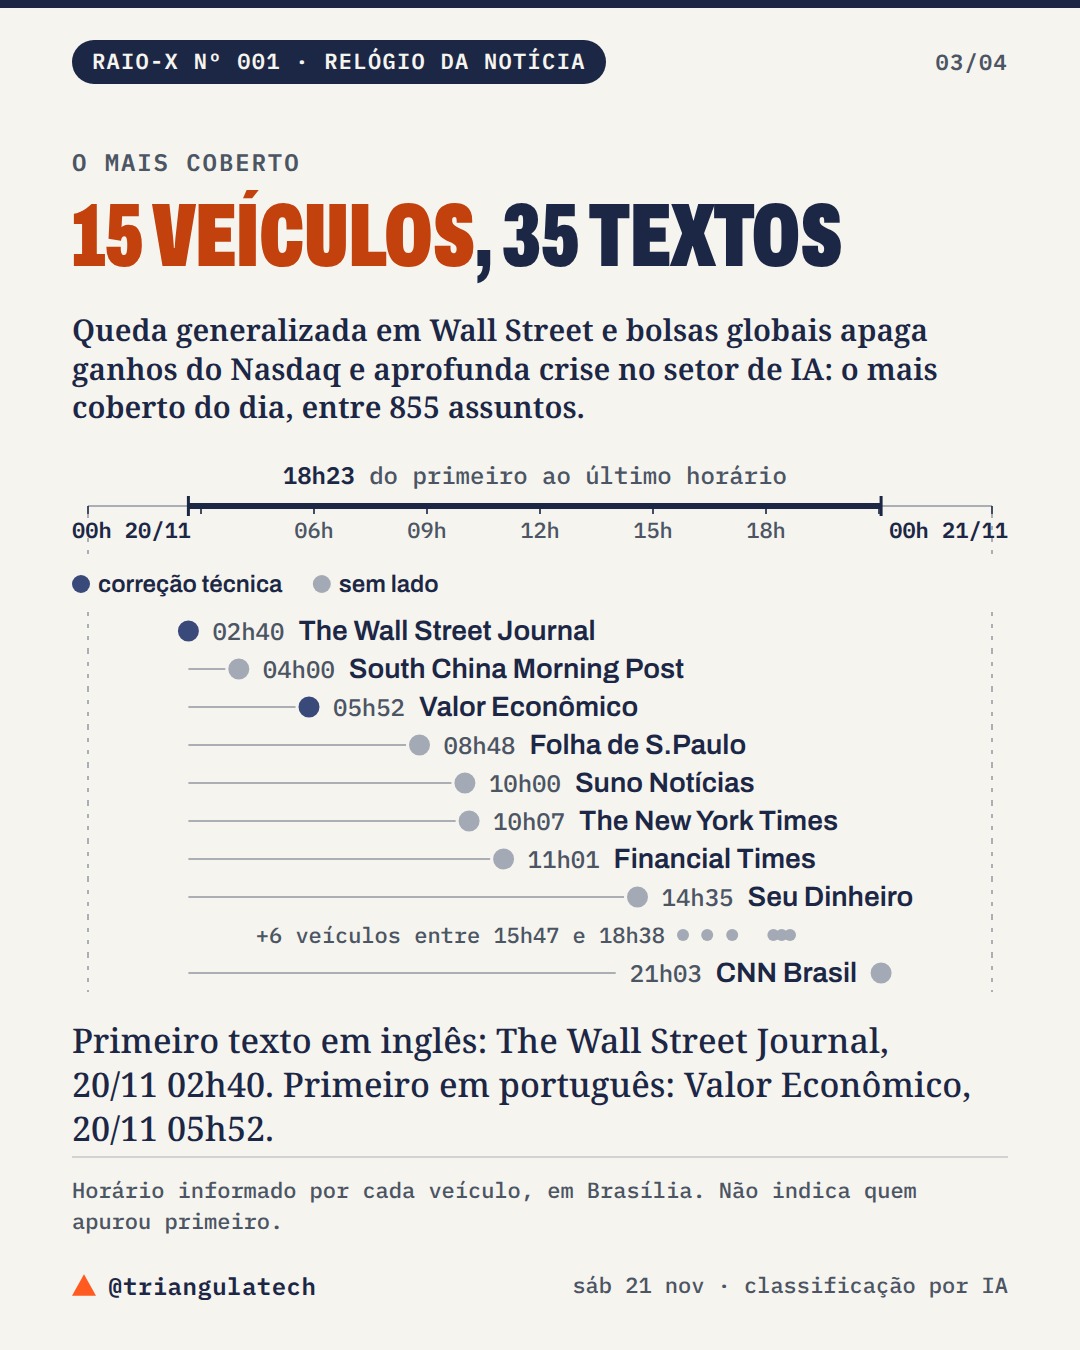 RAIO-X Nº 001 · RELÓGIO DA NOTÍCIA
03/04
O MAIS COBERTO
15 VEÍCULOS, 35 TEXTOS
Queda generalizada em Wall Street e bolsas globais apaga
ganhos do Nasdaq e aprofunda crise no setor de IA: o mais
coberto do dia, entre 855 assuntos.
18h23 do primeiro ao último horário
00h 20/11 06h 09h 12h 15h 18h 00h 21/11
correção técnica sem lado
02h40 The Wall Street Journal
04h00 South China Morning Post
05h52 Valor Econômico
08h48 Folha de S.Paulo
10h00 Suno Notícias
10h07 The New York Times
11h01 Financial Times
14h35 Seu Dinheiro
+6 veículos entre 15h47 e 18h38
21h03 CNN Brasil
Primeiro texto em inglês: The Wall Street Journal,
20/11 02h40. Primeiro em português: Valor Econômico,
20/11 05h52.
Horário informado por cada veículo, em Brasília. Não indica quem
apurou primeiro.
@triangulatech
sáb 21 nov · classificação por IA